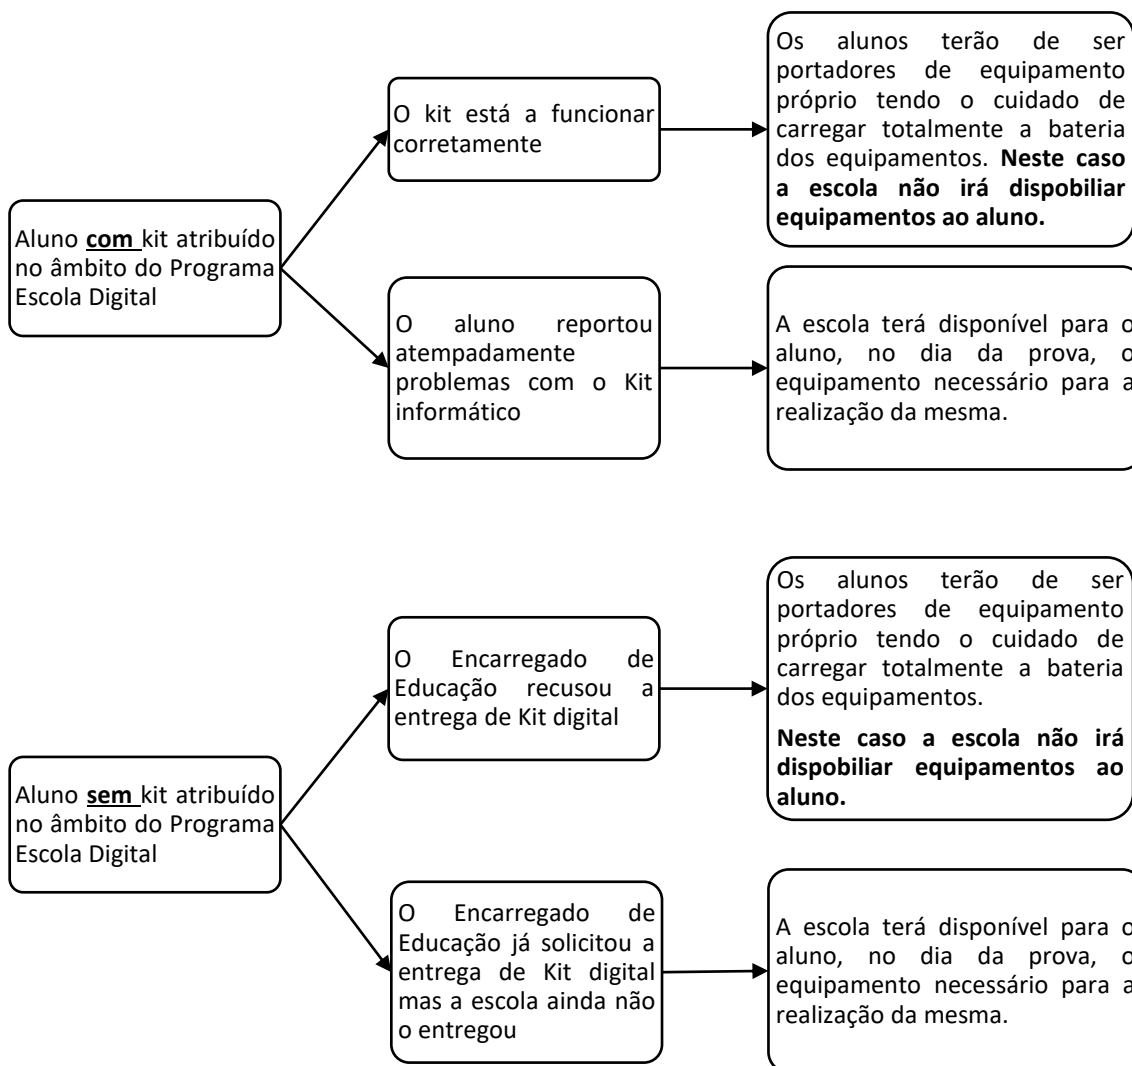 Aluno com kit atribuído
no âmbito do Programa
Escola Digital
O kit está a funcionar
corretamente
Os alunos terão de ser
portadores de equipamento
próprio tendo o cuidado de
carregar totalmente a bateria
dos equipamentos. Neste caso
a escola não irá dispobiliar
equipamentos ao aluno.
O aluno reportou
atempadamente
problemas com o Kit
informático
A escola terá disponível para o
aluno, no dia da prova, o
equipamento necessário para a
realização da mesma.
Aluno sem kit atribuído
no âmbito do Programa
Escola Digital
O Encarregado de
Educação recusou a
entrega de Kit digital
Os alunos terão de ser
portadores de equipamento
próprio tendo o cuidado de
carregar totalmente a bateria
dos equipamentos.
Neste caso a escola não irá
dispobiliar equipamentos ao
aluno.
O Encarregado de
Educação já solicitou a
entrega de Kit digital
mas a escola ainda não
o entregou
A escola terá disponível para o
aluno, no dia da prova, o
equipamento necessário para a
realização da mesma.